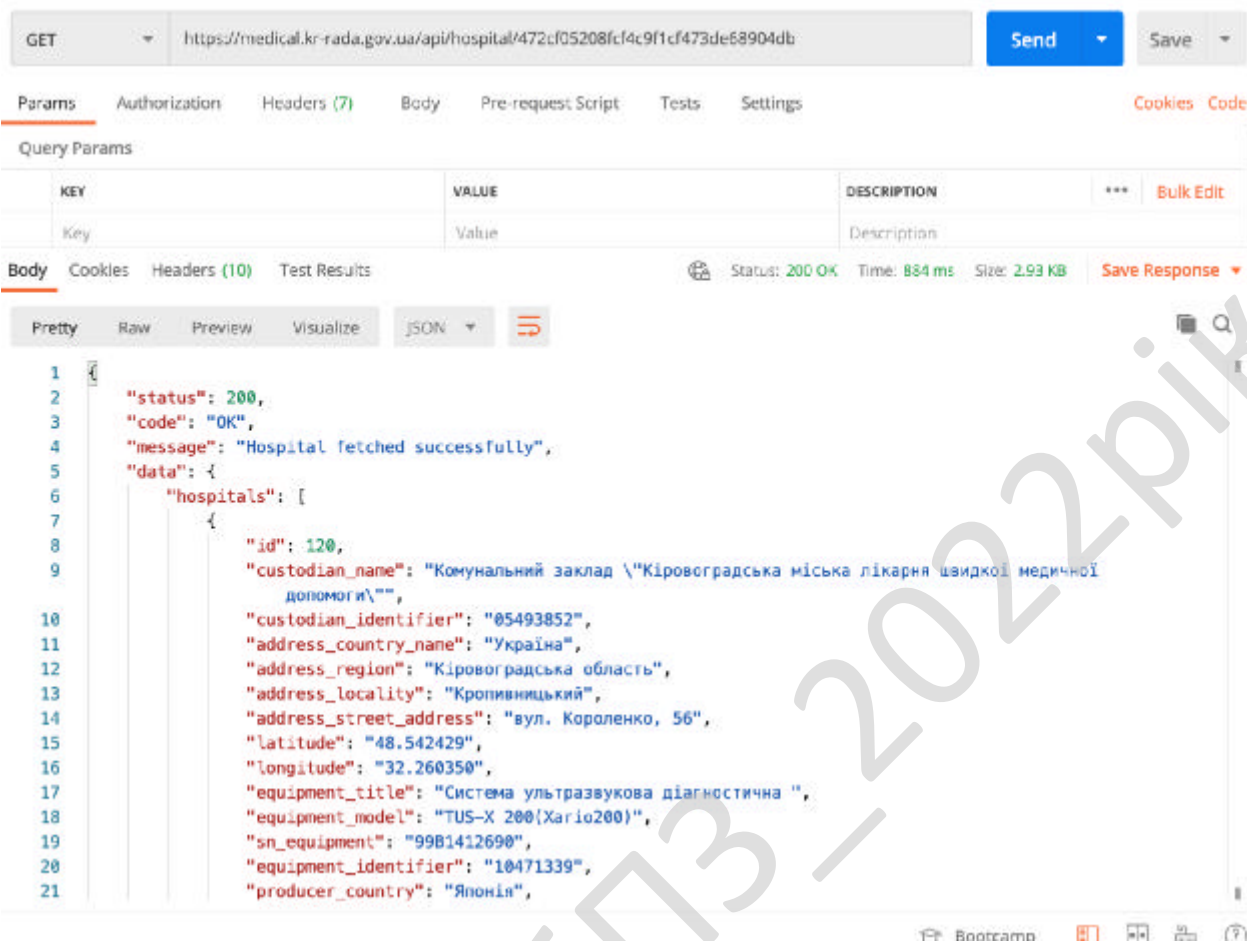 GET https://medical.kr-rada.gov.ua/api/hospital/472cf05208fcf4c9f1cf473de68904db Send Save
Params Authorization Headers (7) Body Pre-request Script Tests Settings Cookies Code
Query Params
KEY VALUE DESCRIPTION ••• Bulk Edit
Key Value Description
Body Cookies Headers (10) Test Results Status: 200 OK Time: 884 ms Size: 2.93 KB Save Response
Pretty Raw Preview Visualize JSON
1 {
2 "status": 200,
3 "code": "OK",
4 "message": "Hospital fetched successfully",
5 "data": {
6 "hospitals": [
7 {
8 "id": 120,
9 "custodian_name": "Комунальний заклад \"Кіровоградська міська лікарня швидкої медичної
допомоги\"",
10 "custodian_identifier": "05493852",
11 "address_country_name": "Україна",
12 "address_region": "Кіровоградська область",
13 "address_locality": "Кропивницький",
14 "address_street_address": "вул. Короленко, 56",
15 "latitude": "48.542429",
16 "longitude": "32.260350",
17 "equipment_title": "Система ультразвукова діагностична ",
18 "equipment_model": "TUS-X 200(Xario200)",
19 "sn_equipment": "99B1412690",
20 "equipment_identifier": "10471339",
21 "producer_country": "Японія",
Bootcamp
ПЗ_2022рік